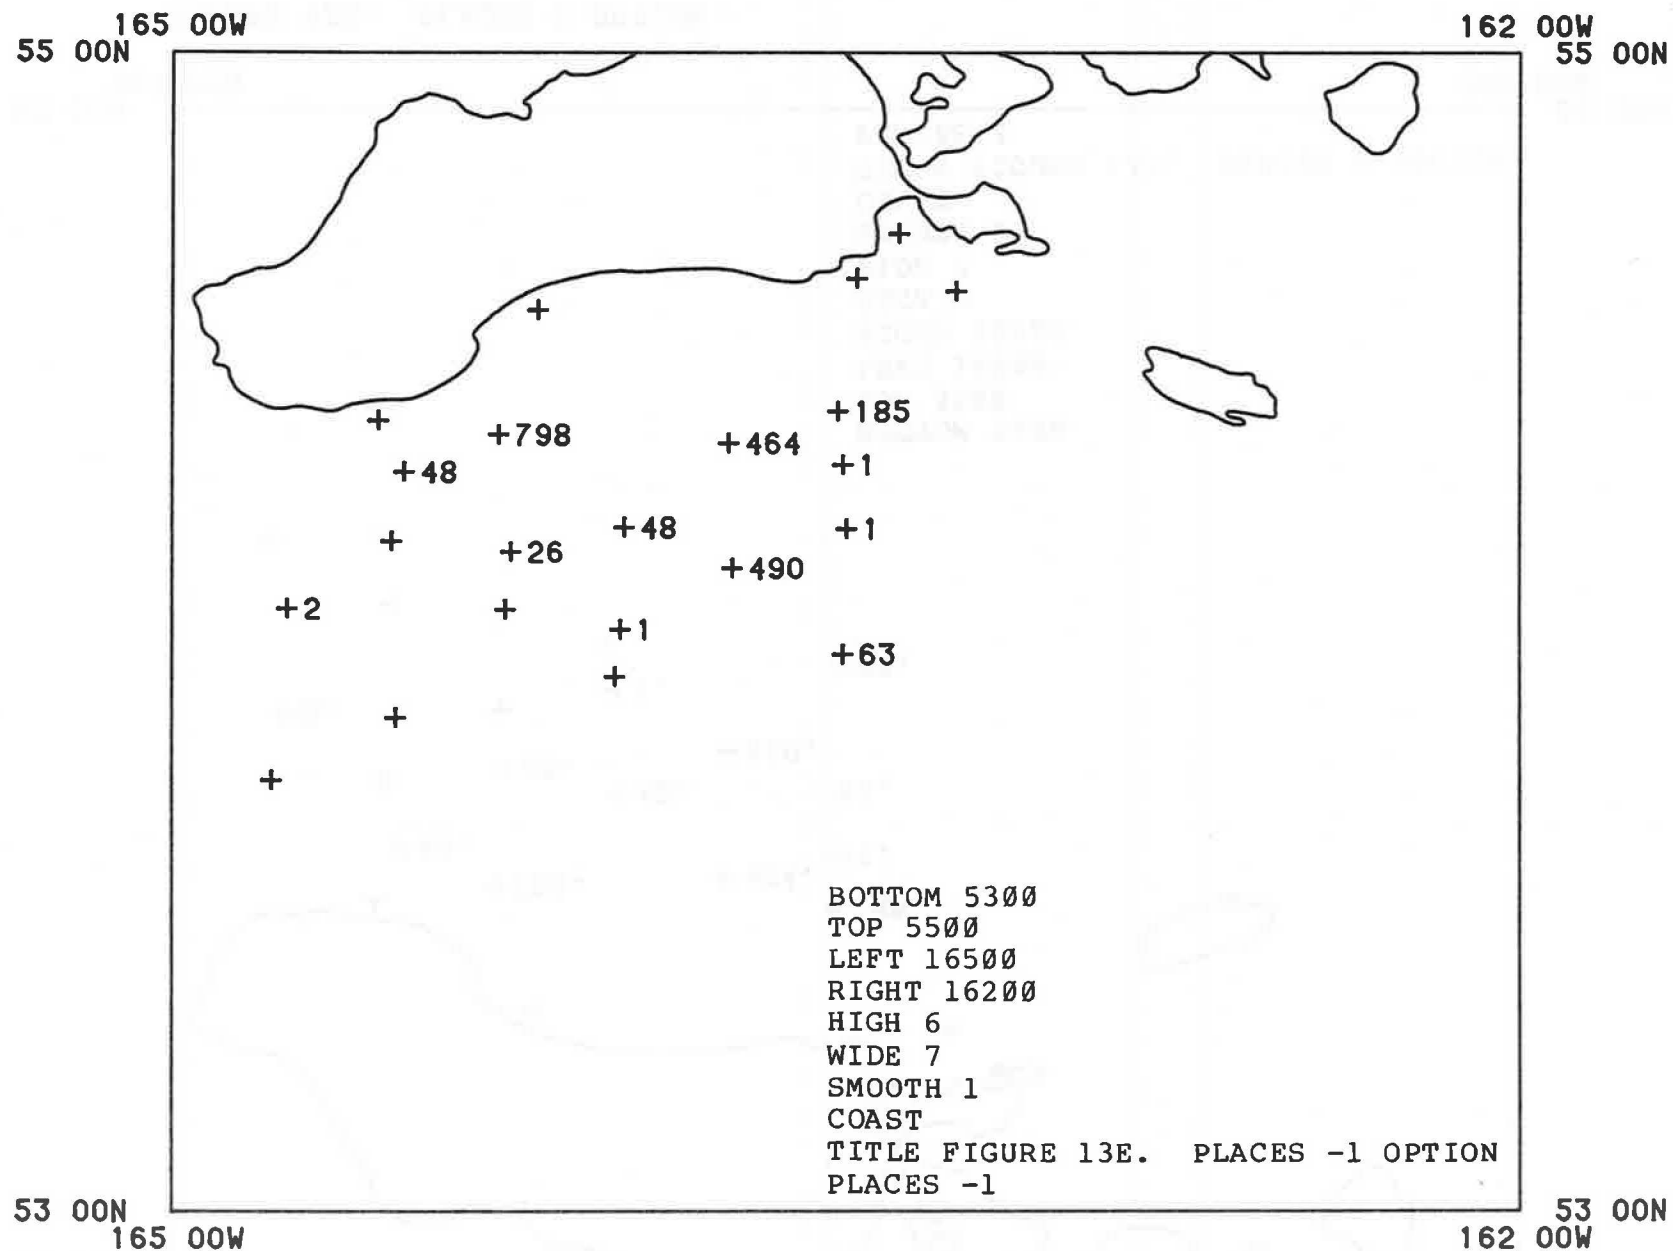 165 00W 162 00W
55 00N 55 00N
+185
+798
+464
+1
+48
+48
+1
+26
+490
+2
+1
+63
BOTTOM 5300
TOP 5500
LEFT 16500
RIGHT 16200
HIGH 6
WIDE 7
SMOOTH 1
COAST
TITLE FIGURE 13E. PLACES -1 OPTION
PLACES -1
53 00N 53 00N
165 00W 162 00W